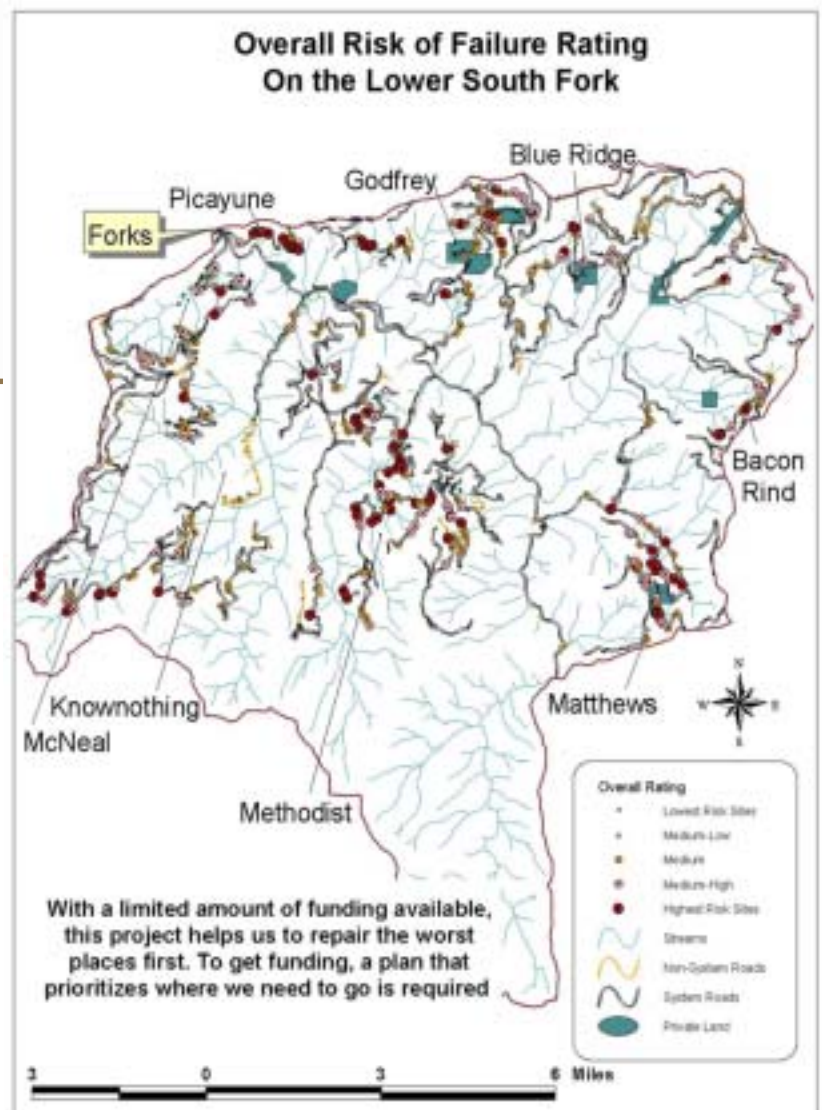 Overall Risk of Failure Rating
On the Lower South Fork
Blue Ridge
Godfrey
Picayune
Forks
Bacon
Rind
Knownothing
McNeal
Matthews
Methodist
N
W
E
S
Overall Rating
Lowest Risk Sites
Medium-Low
Medium
Medium-High
Highest Risk Sites
Streams
Non-System Roads
System Roads
Private Land
With a limited amount of funding available,
this project helps us to repair the worst
places first. To get funding, a plan that
prioritizes where we need to go is required
3 0 3 6 Miles